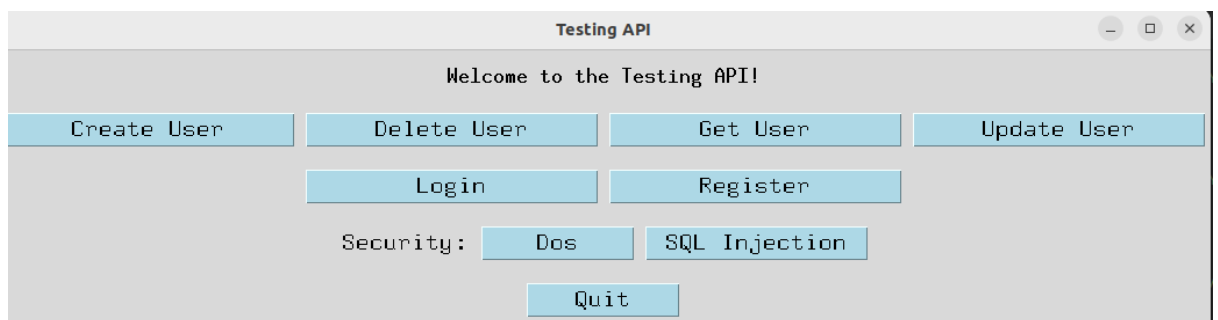 Testing API
Welcome to the Testing API!
Create User Delete User Get User Update User
Login Register
Security: Dos SQL Injection
Quit